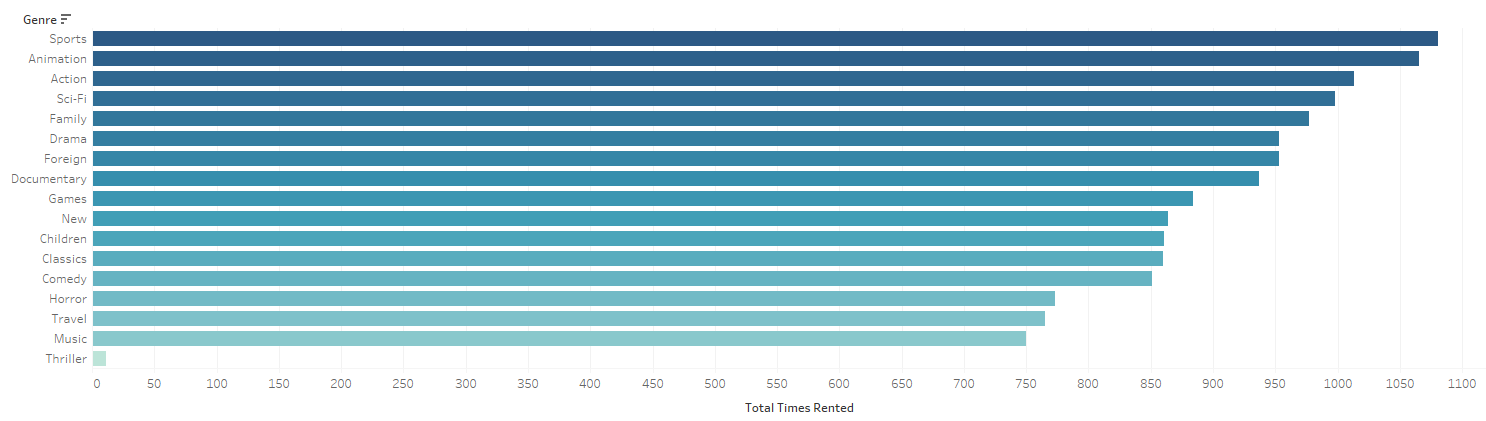 Genre
Sports
Animation
Action
Sci-Fi
Family
Drama
Foreign
Documentary
Games
New
Children
Classics
Comedy
Horror
Travel
Music
Thriller
0 50 100 150 200 250 300 350 400 450 500 550 600 650 700 750 800 850 900 950 1000 1050 1100
Total Times Rented